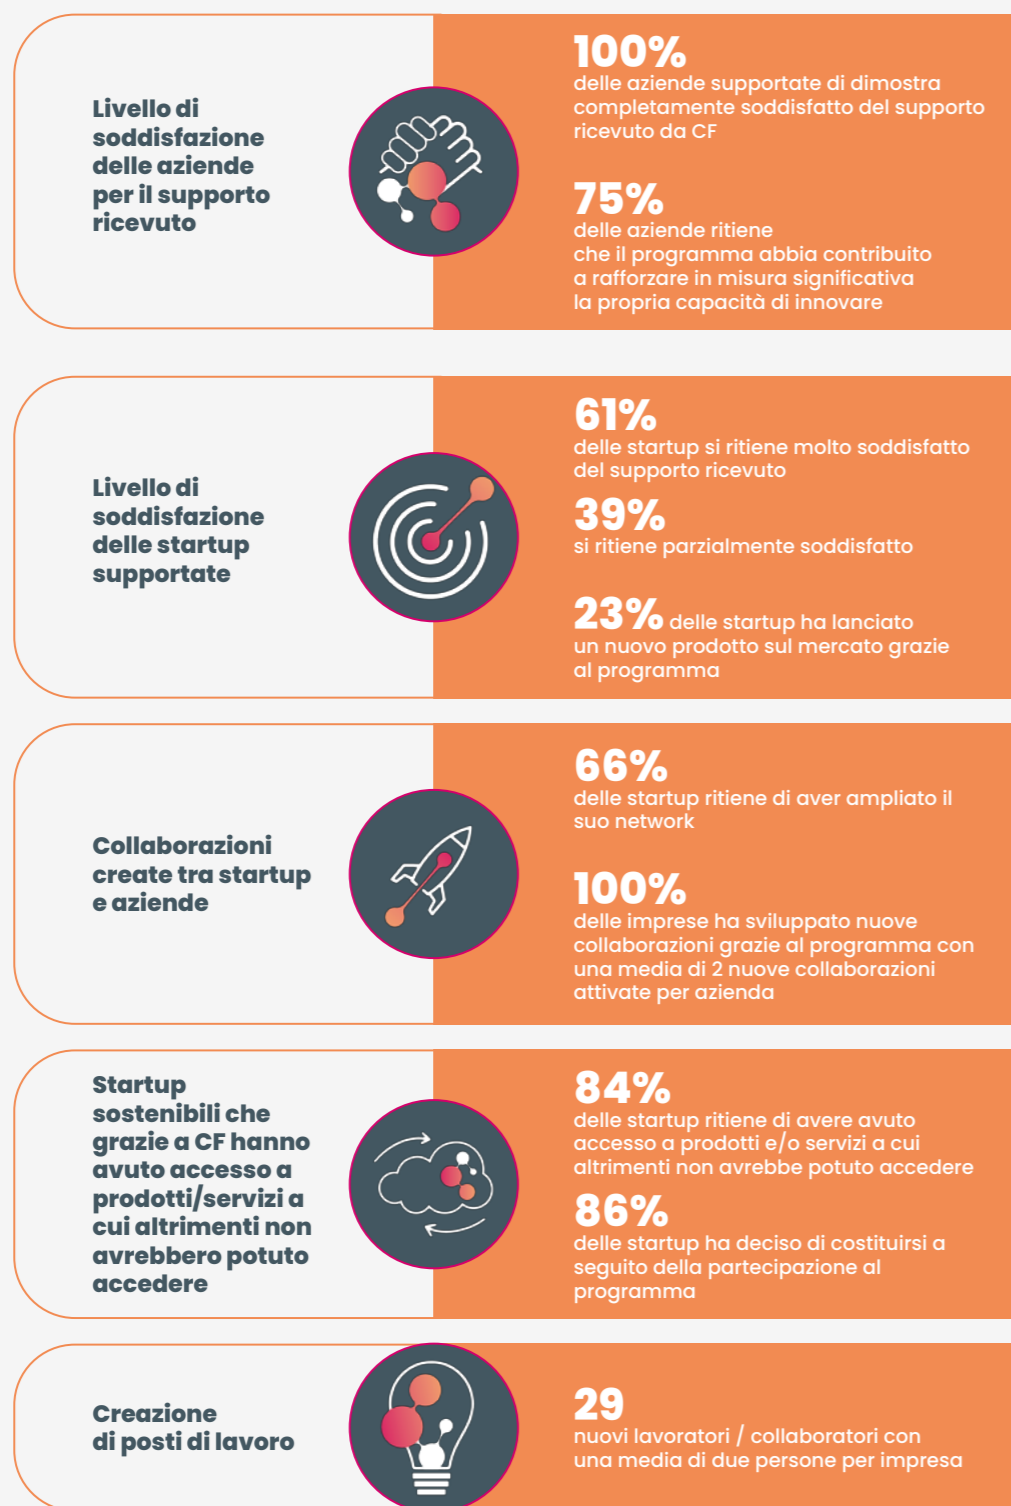 Livello di
soddisfazione
delle aziende
per il supporto
ricevuto
100%
delle aziende supportate di dimostra
completamente soddisfatto del supporto
ricevuto da CF
75%
delle aziende ritiene
che il programma abbia contribuito
a rafforzare in misura significativa
la propria capacità di innovare
Livello di
soddisfazione
delle startup
supportate
61%
delle startup si ritiene molto soddisfatto
del supporto ricevuto
39%
si ritiene parzialmente soddisfatto
23% delle startup ha lanciato
un nuovo prodotto sul mercato grazie
al programma
Collaborazioni
create tra startup
e aziende
66%
delle startup ritiene di aver ampliato il
suo network
100%
delle imprese ha sviluppato nuove
collaborazioni grazie al programma con
una media di 2 nuove collaborazioni
attivate per azienda
Startup
sostenibili che
grazie a CF hanno
avuto accesso a
prodotti/servizi a
cui altrimenti non
avrebbero potuto
accedere
84%
delle startup ritiene di avere avuto
accesso a prodotti e/o servizi a cui
altrimenti non avrebbe potuto accedere
86%
delle startup ha deciso di costituirsi a
seguito della partecipazione al
programma
Creazione
di posti di lavoro
29
nuovi lavoratori / collaboratori con
una media di due persone per impresa